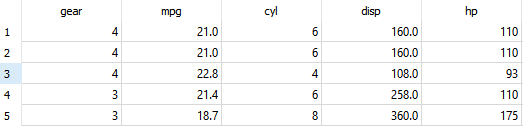 gear mpg cyl disp hp
1 4 21.0 6 160.0 110
2 4 21.0 6 160.0 110
3 4 22.8 4 108.0 93
4 3 21.4 6 258.0 110
5 3 18.7 8 360.0 175